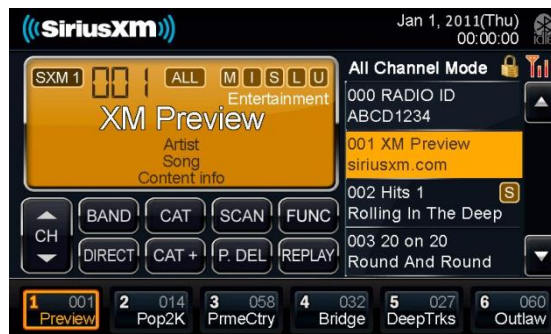 ((SiriusXM))
Jan 1, 2011(Thu)
00:00:00
Idle
SXM 1
001
ALL
M I S L U
Entertainment
XM Preview
Artist
Song
Content info
All Channel Mode
000 RADIO ID
ABCD1234
001 XM Preview
siriusxm.com
002 Hits 1
S
Rolling In The Deep
003 20 on 20
Round And Round
CH
BAND
CAT
SCAN
FUNC
DIRECT
CAT +
P. DEL
REPLAY
1 001
Preview
2 014
Pop2K
3 058
PrmeCtry
4 032
Bridge
5 027
DeepTrks
6 060
Outlaw